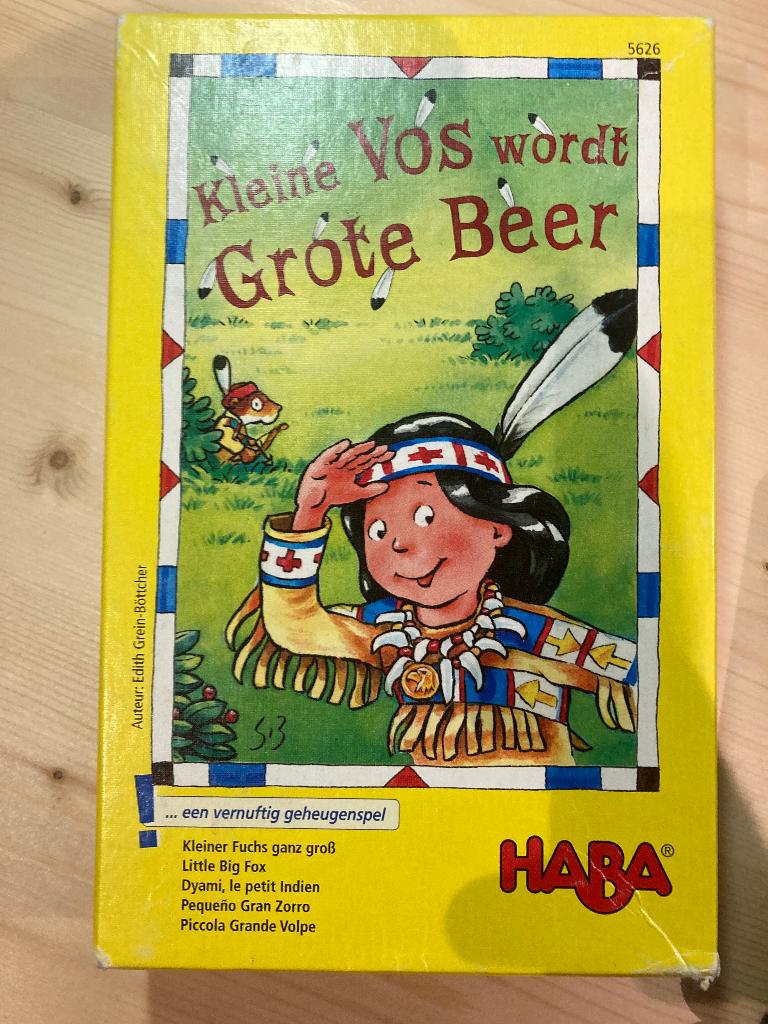 5626
Kleine Vos wordt
Grote Beer
Auteur: Edith Grein-Böttcher
SB
... een vernuftig geheugenspel
Kleiner Fuchs ganz groß
Little Big Fox
Dyami, le petit Indien
Pequeño Gran Zorro
Piccola Grande Volpe
HABA®